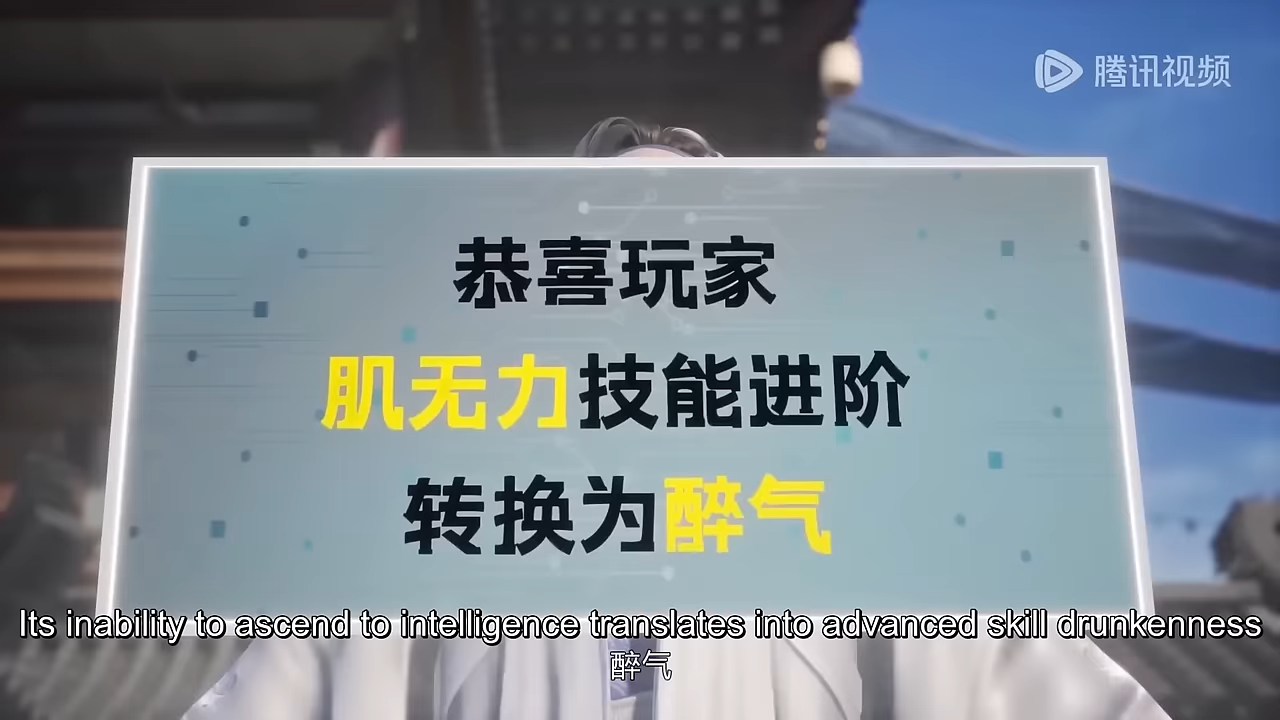 腾讯视频
恭喜玩家
肌无力技能进阶
转换为醉气
Its inability to ascend to intelligence translates into advanced skill drunkenness
醉气